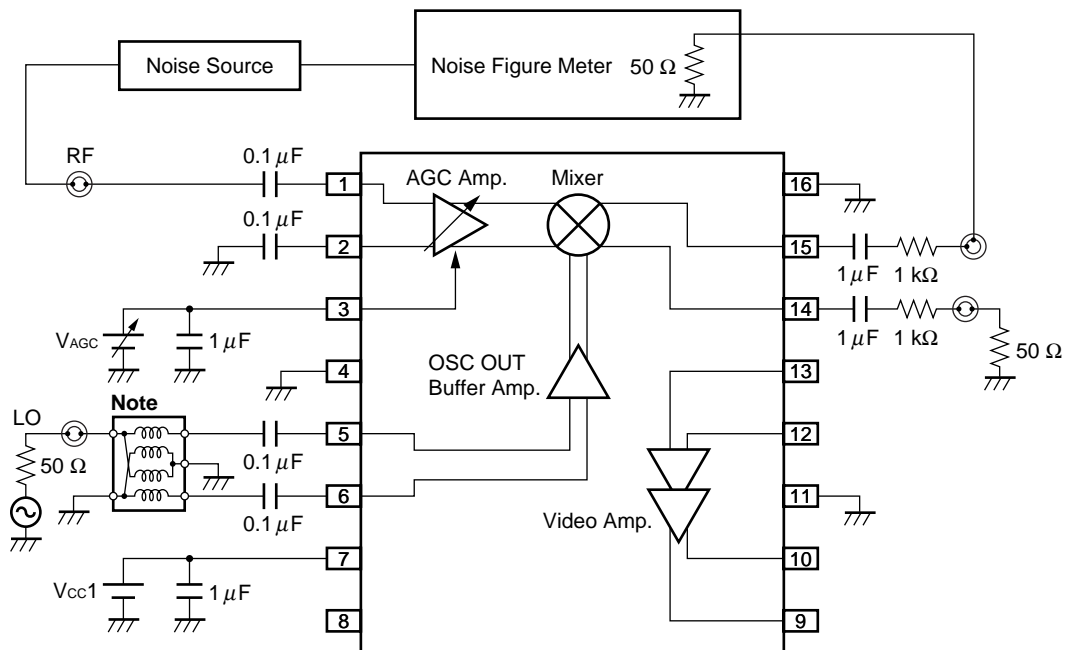 Noise Source
Noise Figure Meter
50 Ω
RF
0.1 μF
1
AGC Amp.
Mixer
16
0.1 μF
2
15
1 μF
1 kΩ
3
14
VAGC
1 μF
1 μF
1 kΩ
50 Ω
4
OSC OUT
Buffer Amp.
13
Note
LO
50 Ω
5
0.1 μF
12
6
0.1 μF
11
Video Amp.
7
10
VCC1
1 μF
8
9